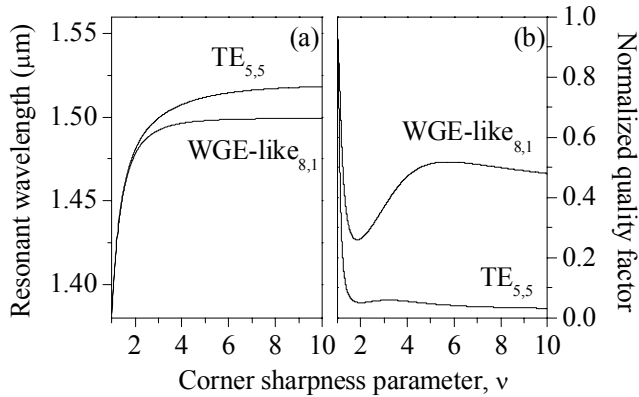 Resonant wavelength (μm)
1.55
1.50
1.45
1.40
(a)
TE5,5
WGE-like8,1
2 4 6 8 10
(b)
WGE-like8,1
TE5,5
2 4 6 8 10
1.0
0.8
0.6
0.4
0.2
0.0
Normalized quality
factor
Corner sharpness parameter, ν